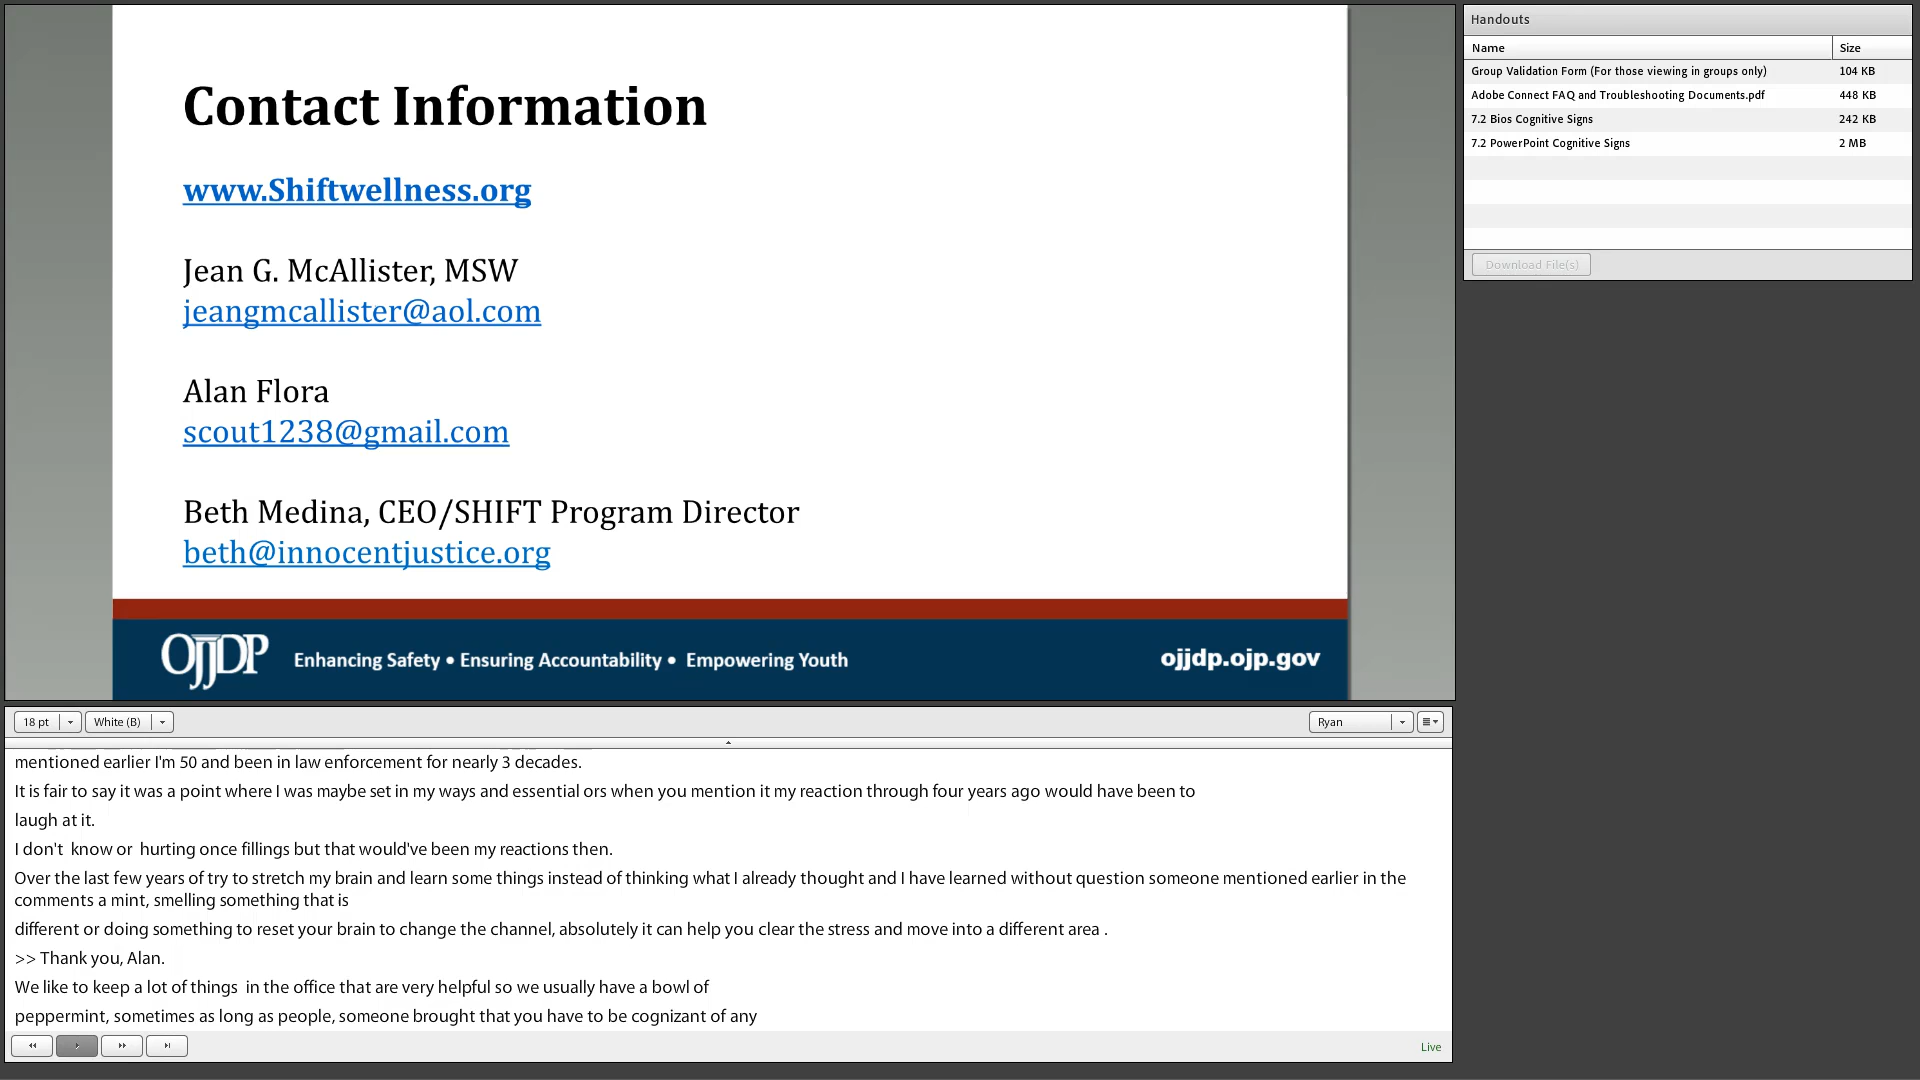 Contact Information
www.Shiftwellness.org
Jean G. McAllister, MSW
jeangmcallister@aol.com
Alan Flora
scout1238@gmail.com
Beth Medina, CEO/SHIFT Program Director
beth@innocentjustice.org
OJJDP Enhancing Safety • Ensuring Accountability • Empowering Youth ojjdp.ojp.gov
Handouts
Name Size
Group Validation Form (For those viewing in groups only) 104 KB
Adobe Connect FAQ and Troubleshooting Documents.pdf 448 KB
7.2 Bios Cognitive Signs 242 KB
7.2 PowerPoint Cognitive Signs 2 MB
Download File(s)
18 pt White (B) Ryan
mentioned earlier I'm 50 and been in law enforcement for nearly 3 decades.
It is fair to say it was a point where I was maybe set in my ways and essential ors when you mention it my reaction through four years ago would have been to
laugh at it.
I don't know or hurting once fillings but that would've been my reactions then.
Over the last few years of try to stretch my brain and learn some things instead of thinking what I already thought and I have learned without question someone mentioned earlier in the
comments a mint, smelling something that is
different or doing something to reset your brain to change the channel, absolutely it can help you clear the stress and move into a different area .
>> Thank you, Alan.
We like to keep a lot of things in the office that are very helpful so we usually have a bowl of
peppermint, sometimes as long as people, someone brought that you have to be cognizant of any
Live